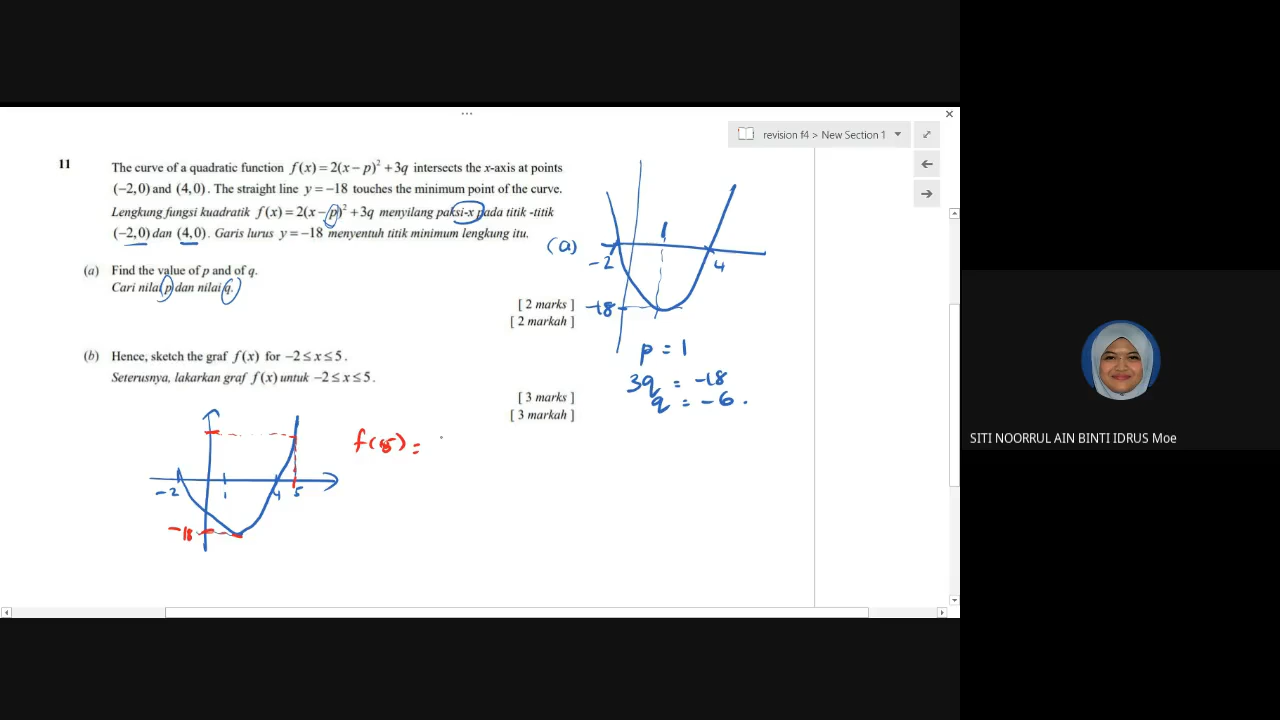 revision f4 > New Section 1
11 The curve of a quadratic function f(x) = 2(x − p)² + 3q intersects the x-axis at points
(−2,0) and (4,0). The straight line y = −18 touches the minimum point of the curve.
Lengkung fungsi kuadratik f(x) = 2(x − p)² + 3q menyilang paksi-x pada titik -titik
(−2,0) dan (4,0). Garis lurus y = −18 menyentuh titik minimum lengkung itu.
(a) Find the value of p and of q.
Cari nilai p dan nilai q.
[ 2 marks ]
[ 2 markah ]
(b) Hence, sketch the graf f(x) for −2 ≤ x ≤ 5.
Seterusnya, lakarkan graf f(x) untuk −2 ≤ x ≤ 5.
[ 3 marks ]
[ 3 markah ]
(a)
1
−2 4
−18
p = 1
3q = −18
q = −6.
f(5) =
−2 1 4 5
−18
SITI NOORRUL AIN BINTI IDRUS Moe